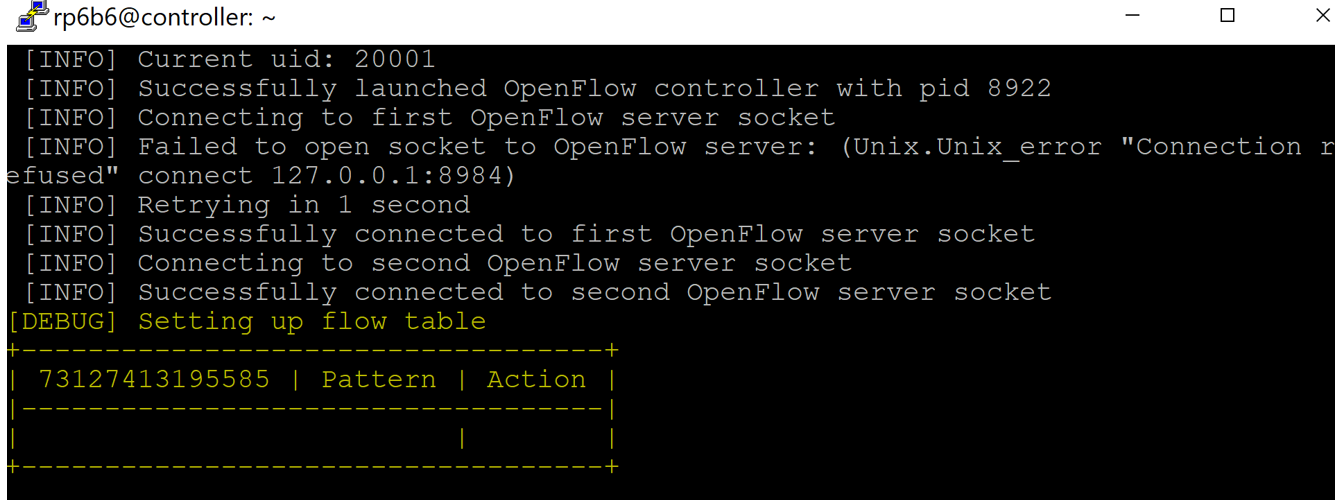 rp6b6@controller: ~
[INFO] Current uid: 20001
[INFO] Successfully launched OpenFlow controller with pid 8922
[INFO] Connecting to first OpenFlow server socket
[INFO] Failed to open socket to OpenFlow server: (Unix.Unix_error "Connection r
efused" connect 127.0.0.1:8984)
[INFO] Retrying in 1 second
[INFO] Successfully connected to first OpenFlow server socket
[INFO] Connecting to second OpenFlow server socket
[INFO] Successfully connected to second OpenFlow server socket
[DEBUG] Setting up flow table
+-----------------------------------+
| 73127413195585 | Pattern | Action |
|-----------------------------------|
|                          |        |
+-----------------------------------+